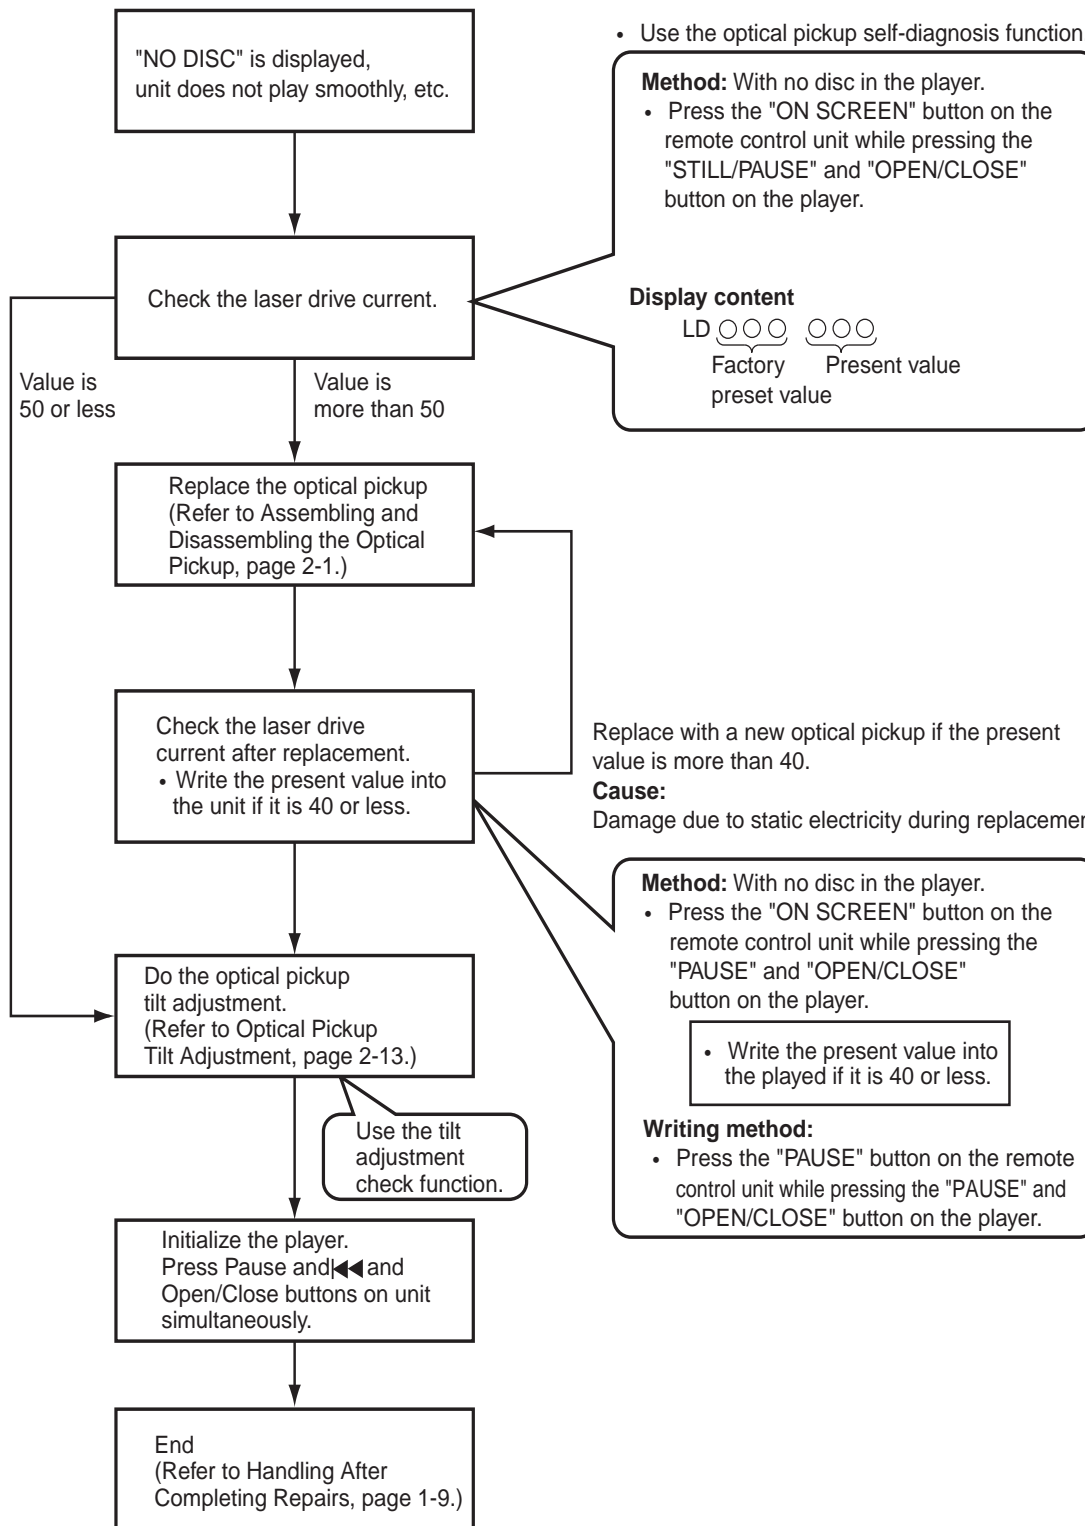 "NO DISC" is displayed,
unit does not play smoothly, etc.
• Use the optical pickup self-diagnosis function
Method: With no disc in the player.
• Press the "ON SCREEN" button on the
remote control unit while pressing the
"STILL/PAUSE" and "OPEN/CLOSE"
button on the player.
Check the laser drive current.
Display content
LD ○○○ ○○○
Factory
preset value
Present value
Value is
50 or less
Value is
more than 50
Replace the optical pickup
(Refer to Assembling and
Disassembling the Optical
Pickup, page 2-1.)
Check the laser drive
current after replacement.
• Write the present value into
the unit if it is 40 or less.
Replace with a new optical pickup if the present
value is more than 40.
Cause:
Damage due to static electricity during
Method: With no disc in the player.
• Press the "ON SCREEN" button on the
remote control unit while pressing the
"PAUSE" and "OPEN/CLOSE"
button on the player.
• Write the present value into
the played if it is 40 or less.
Writing method:
• Press the "PAUSE" button on the remote
control unit while pressing the "PAUSE" and
"OPEN/CLOSE" button on the player.
Do the optical pickup
tilt adjustment.
(Refer to Optical Pickup
Tilt Adjustment, page 2-13.)
Use the tilt
adjustment
check function.
Initialize the player.
Press Pause and ⏮ and
Open/Close buttons on unit
simultaneously.
End
(Refer to Handling After
Completing Repairs, page 1-9.)